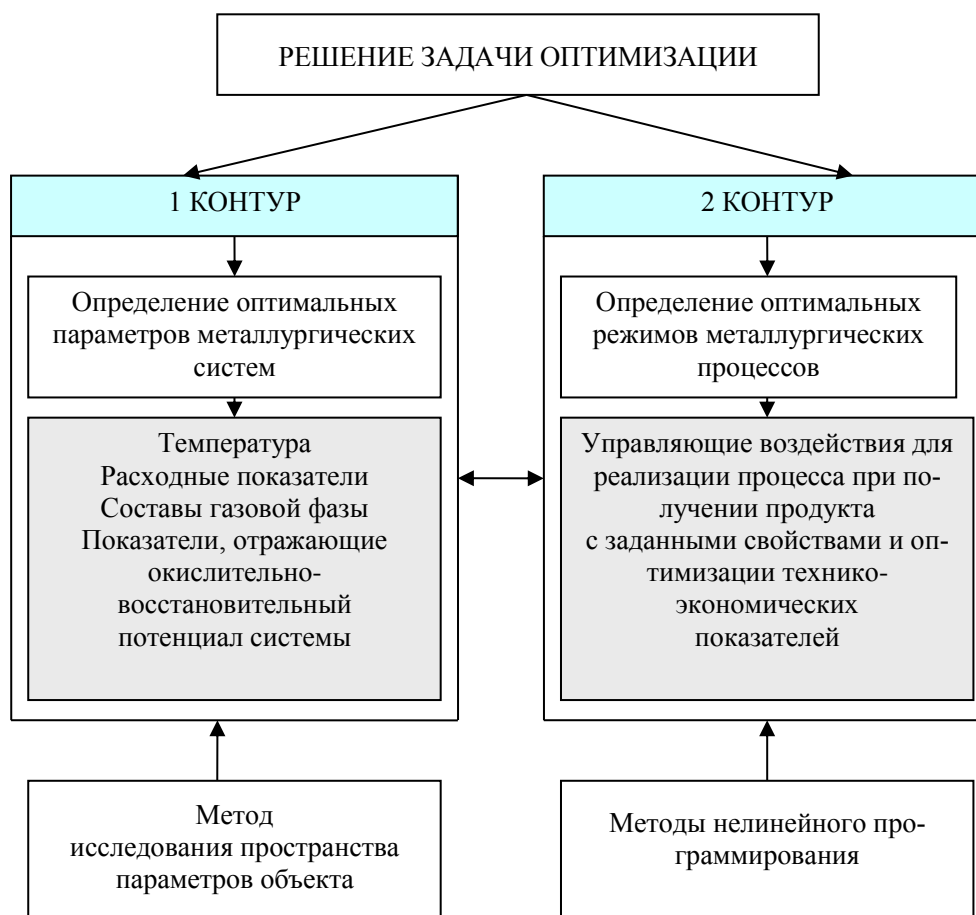 РЕШЕНИЕ ЗАДАЧИ ОПТИМИЗАЦИИ
1 КОНТУР
Определение оптимальных
параметров металлургических
систем
Температура
Расходные показатели
Составы газовой фазы
Показатели, отражающие
окислительно-
восстановительный
потенциал системы
Метод
исследования пространства
параметров объекта
2 КОНТУР
Определение оптимальных
режимов металлургических
процессов
Управляющие воздействия для
реализации процесса при по-
лучении продукта
с заданными свойствами и оп-
тимизации технико-
экономических
показателей
Методы нелинейного про-
граммирования